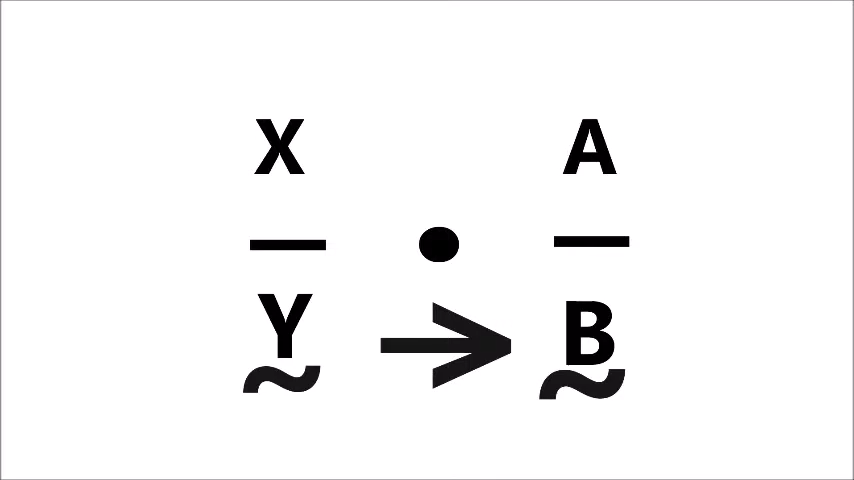 X A
— • —
Y → B
~ ~